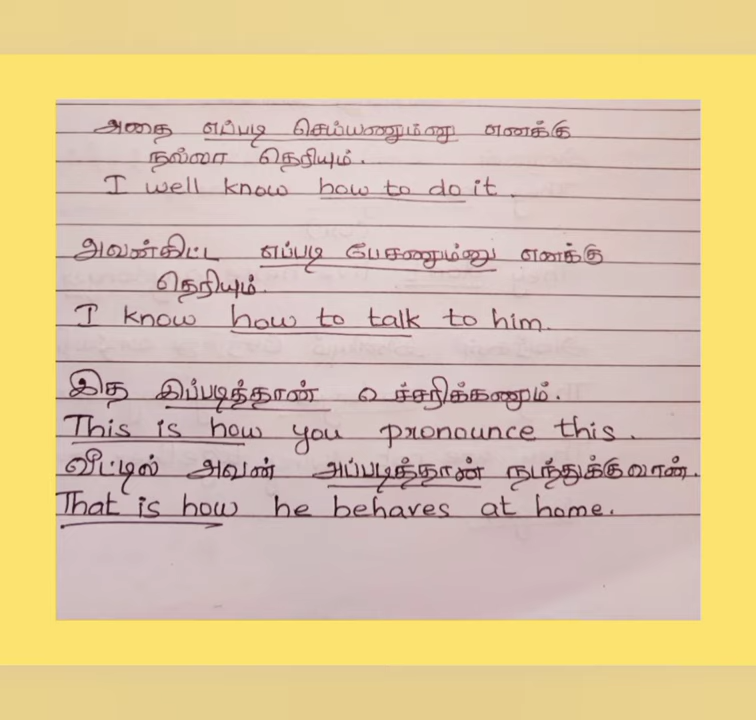 அதை எப்படி செய்யணும்னு எனக்கு
நல்லா தெரியும்.
I well know how to do it.
அவன்கிட்ட எப்படி பேசணும்னு எனக்கு
தெரியும்.
I know how to talk to him.
இத இப்படித்தான் உச்சரிக்கணும்.
This is how you pronounce this.
வீட்டில் அவன் அப்படித்தான் நடந்துக்குவான்.
That is how he behaves at home.